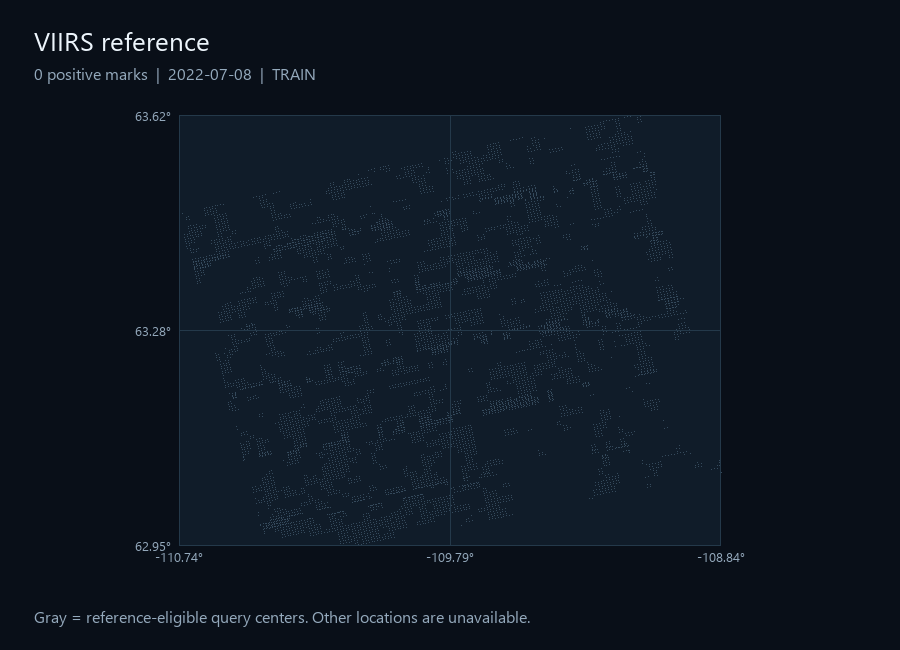 VIIRS reference
0 positive marks | 2022-07-08 | TRAIN
63.62°
63.28°
62.95°
-110.74°
-109.79°
-108.84°
Gray = reference-eligible query centers. Other locations are unavailable.